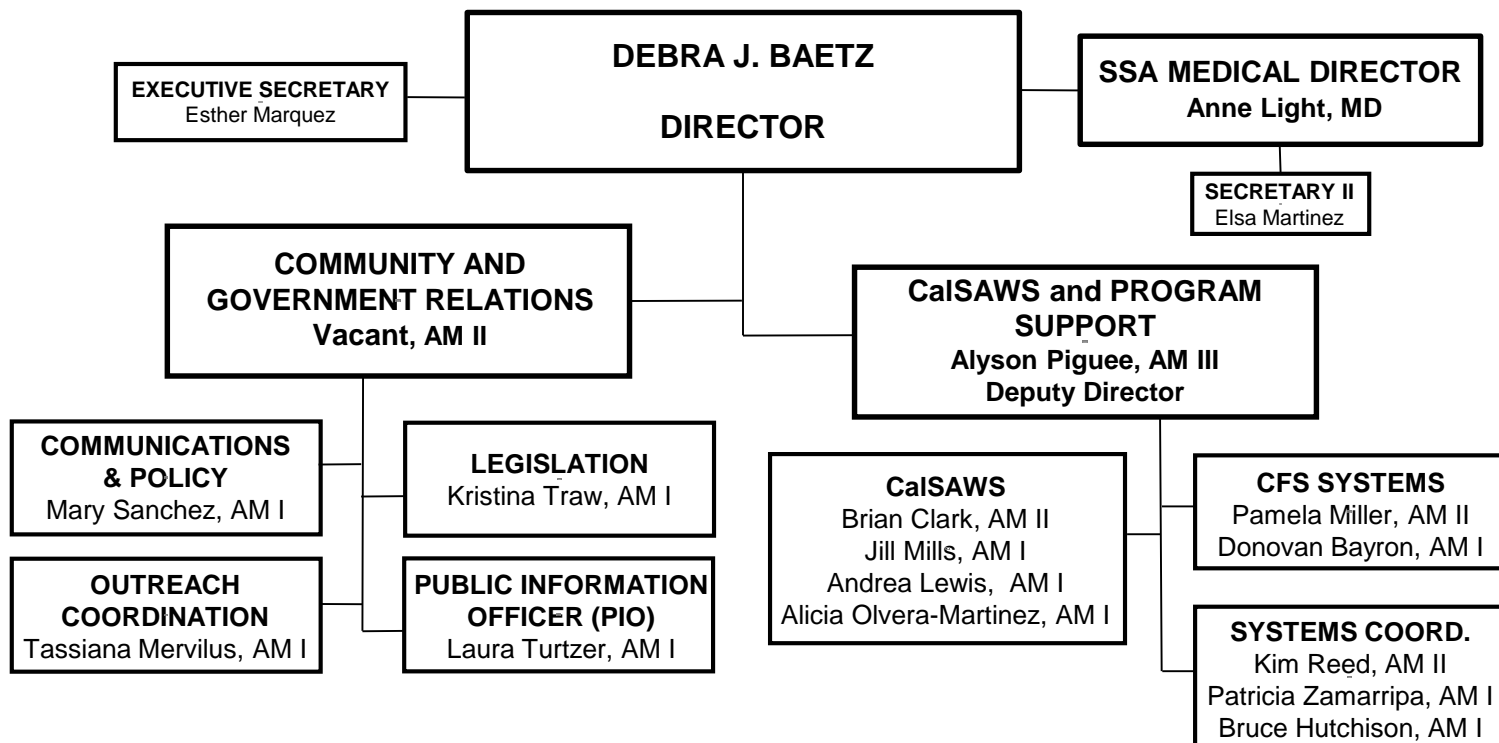 DEBRA J. BAETZ
DIRECTOR
EXECUTIVE SECRETARY
Esther Marquez
SSA MEDICAL DIRECTOR
Anne Light, MD
SECRETARY II
Elsa Martinez
COMMUNITY AND
GOVERNMENT RELATIONS
Vacant, AM II
CalSAWS and PROGRAM
SUPPORT
Alyson Piguee, AM III
Deputy Director
COMMUNICATIONS
& POLICY
Mary Sanchez, AM I
LEGISLATION
Kristina Traw, AM I
OUTREACH
COORDINATION
Tassiana Mervilus, AM I
PUBLIC INFORMATION
OFFICER (PIO)
Laura Turtzer, AM I
CalSAWS
Brian Clark, AM II
Jill Mills, AM I
Andrea Lewis, AM I
Alicia Olvera-Martinez, AM I
CFS SYSTEMS
Pamela Miller, AM II
Donovan Bayron, AM I
SYSTEMS COORD.
Kim Reed, AM II
Patricia Zamarripa, AM I
Bruce Hutchison, AM I